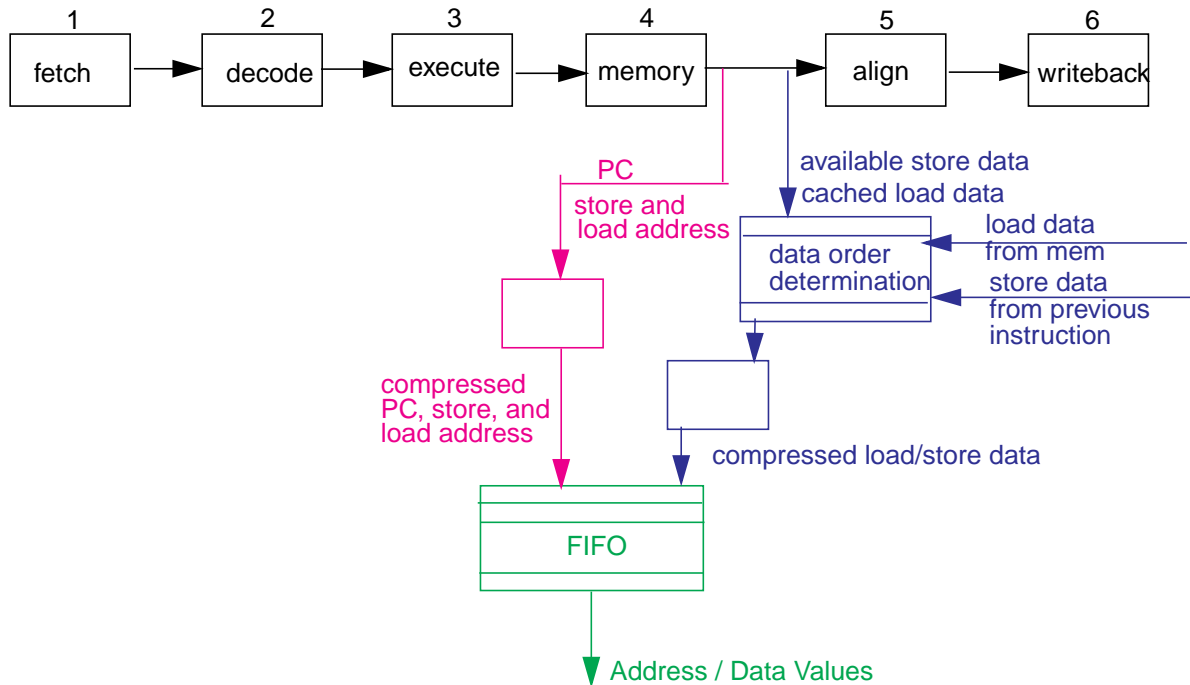 1 2 3 4 5 6
fetch decode execute memory align writeback
PC
store and
load address
available store data
cached load data
data order
determination
load data
from mem
store data
from previous
instruction
compressed
PC, store, and
load address
compressed load/store data
FIFO
Address / Data Values